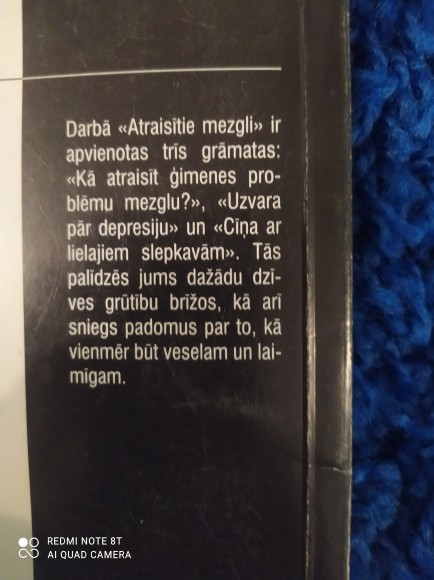 Darbā «Atraisītie mezgli» ir
apvienotas trīs grāmatas:
«Kā atraisīt ģimenes pro-
blēmu mezglu?», «Uzvara
pār depresiju» un «Cīņa ar
lielajiem slepkavām». Tās
palīdzēs jums dažādu dzī-
ves grūtību brīžos, kā arī
sniegs padomus par to, kā
vienmēr būt veselam un lai-
mīgam.
REDMI NOTE 8T
AI QUAD CAMERA